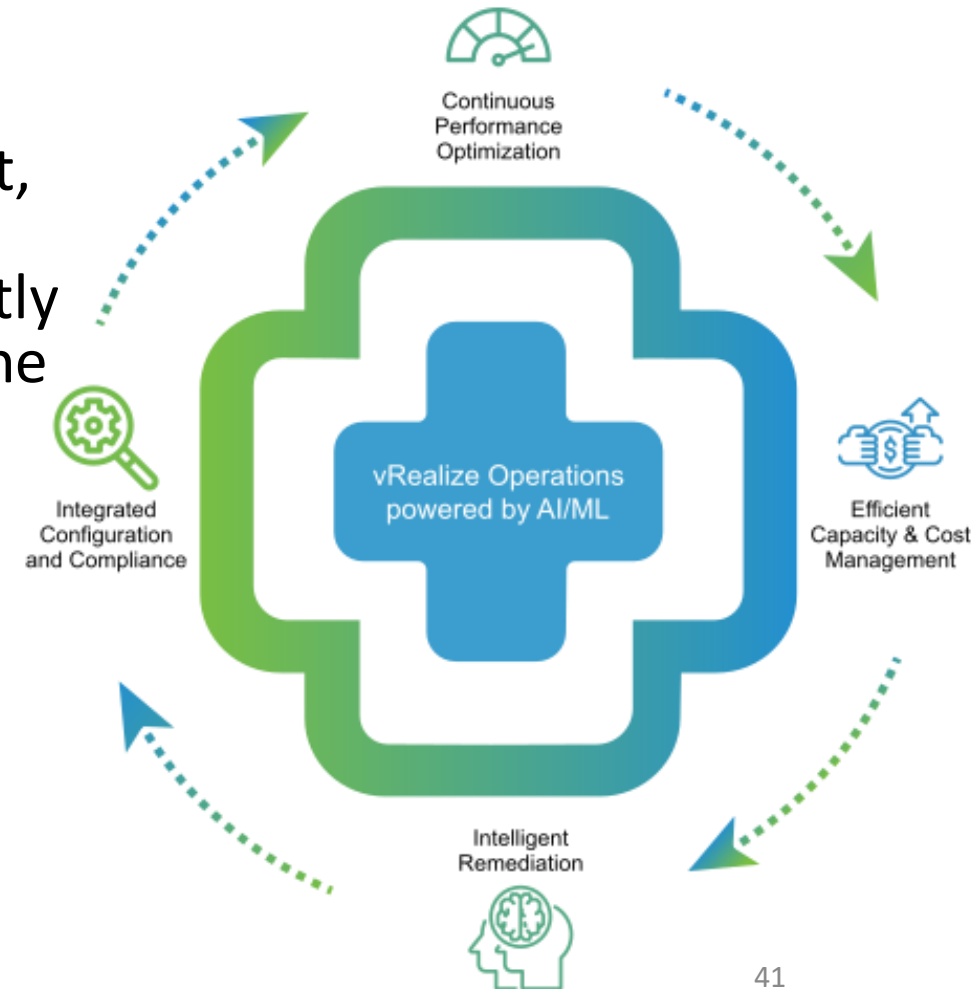 Continuous
Performance
Optimization
t,
tly
ne
vRealize Operations
powered by AI/ML
Integrated
Configuration
and Compliance
Efficient
Capacity & Cost
Management
$
Intelligent
Remediation
41